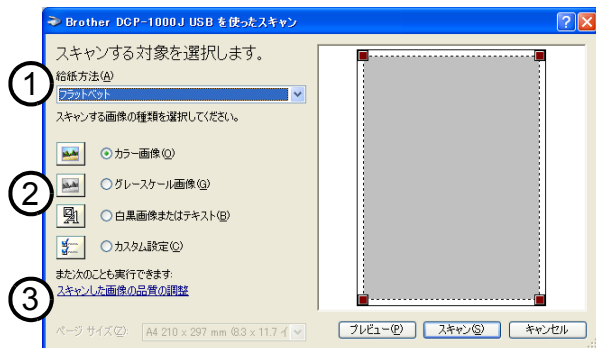 Brother DCP-1000J USB を使ったスキャン
スキャンする対象を選択します。
1
給紙方法(A)
フラットベット
スキャンする画像の種類を選択してください。
カラー画像(O)
2
グレースケール画像(G)
白黒画像またはテキスト(B)
カスタム設定(C)
また次のことも実行できます:
3
スキャンした画像の品質の調整
ページ サイズ(Z): A4 210 x 297 mm (8.3 x 11.7 イ
プレビュー(P) スキャン(S) キャンセル